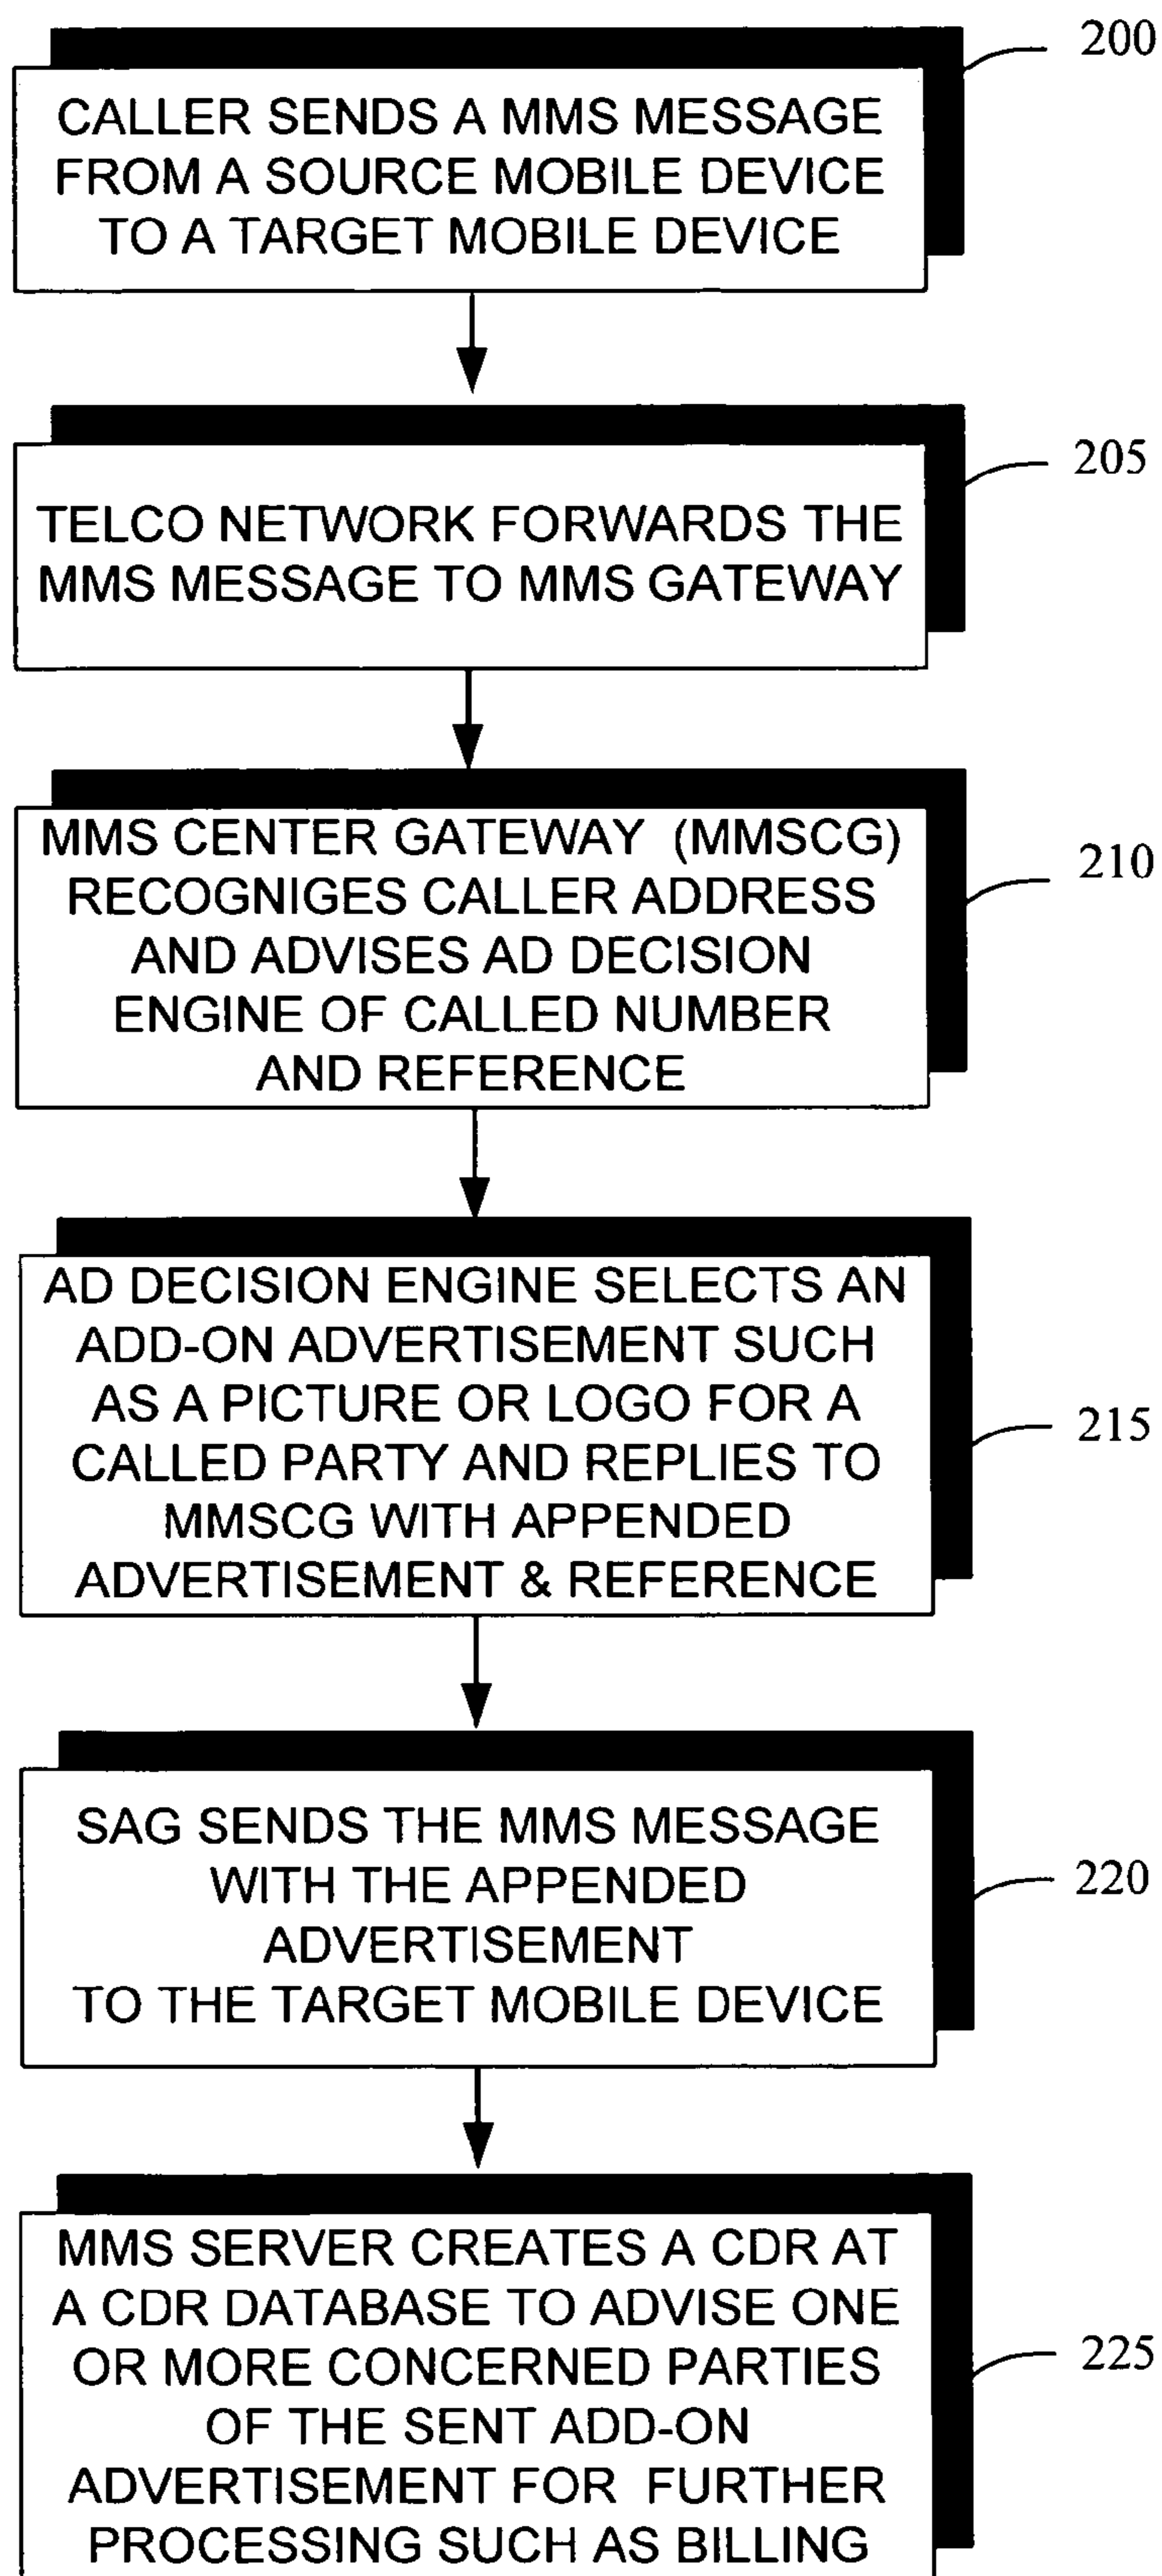 200
CALLER SENDS A MMS MESSAGE
FROM A SOURCE MOBILE DEVICE
TO A TARGET MOBILE DEVICE
205
TELCO NETWORK FORWARDS THE
MMS MESSAGE TO MMS GATEWAY
210
MMS CENTER GATEWAY (MMSCG)
RECOGNIGES CALLER ADDRESS
AND ADVISES AD DECISION
ENGINE OF CALLED NUMBER
AND REFERENCE
215
AD DECISION ENGINE SELECTS AN
ADD-ON ADVERTISEMENT SUCH
AS A PICTURE OR LOGO FOR A
CALLED PARTY AND REPLIES TO
MMSCG WITH APPENDED
ADVERTISEMENT & REFERENCE
220
SAG SENDS THE MMS MESSAGE
WITH THE APPENDED
ADVERTISEMENT
TO THE TARGET MOBILE DEVICE
225
MMS SERVER CREATES A CDR AT
A CDR DATABASE TO ADVISE ONE
OR MORE CONCERNED PARTIES
OF THE SENT ADD-ON
ADVERTISEMENT FOR FURTHER
PROCESSING SUCH AS BILLING